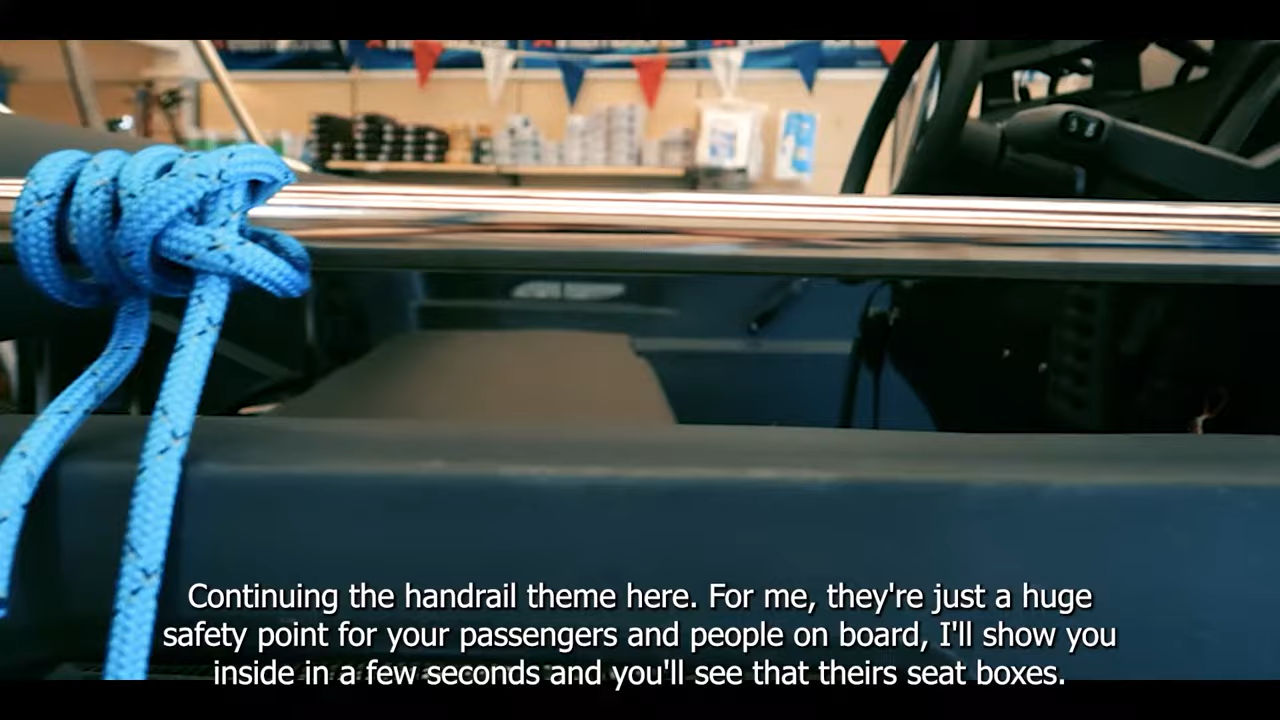 Continuing the handrail theme here. For me, they're just a huge
safety point for your passengers and people on board, I'll show you
inside in a few seconds and you'll see that theirs seat boxes.